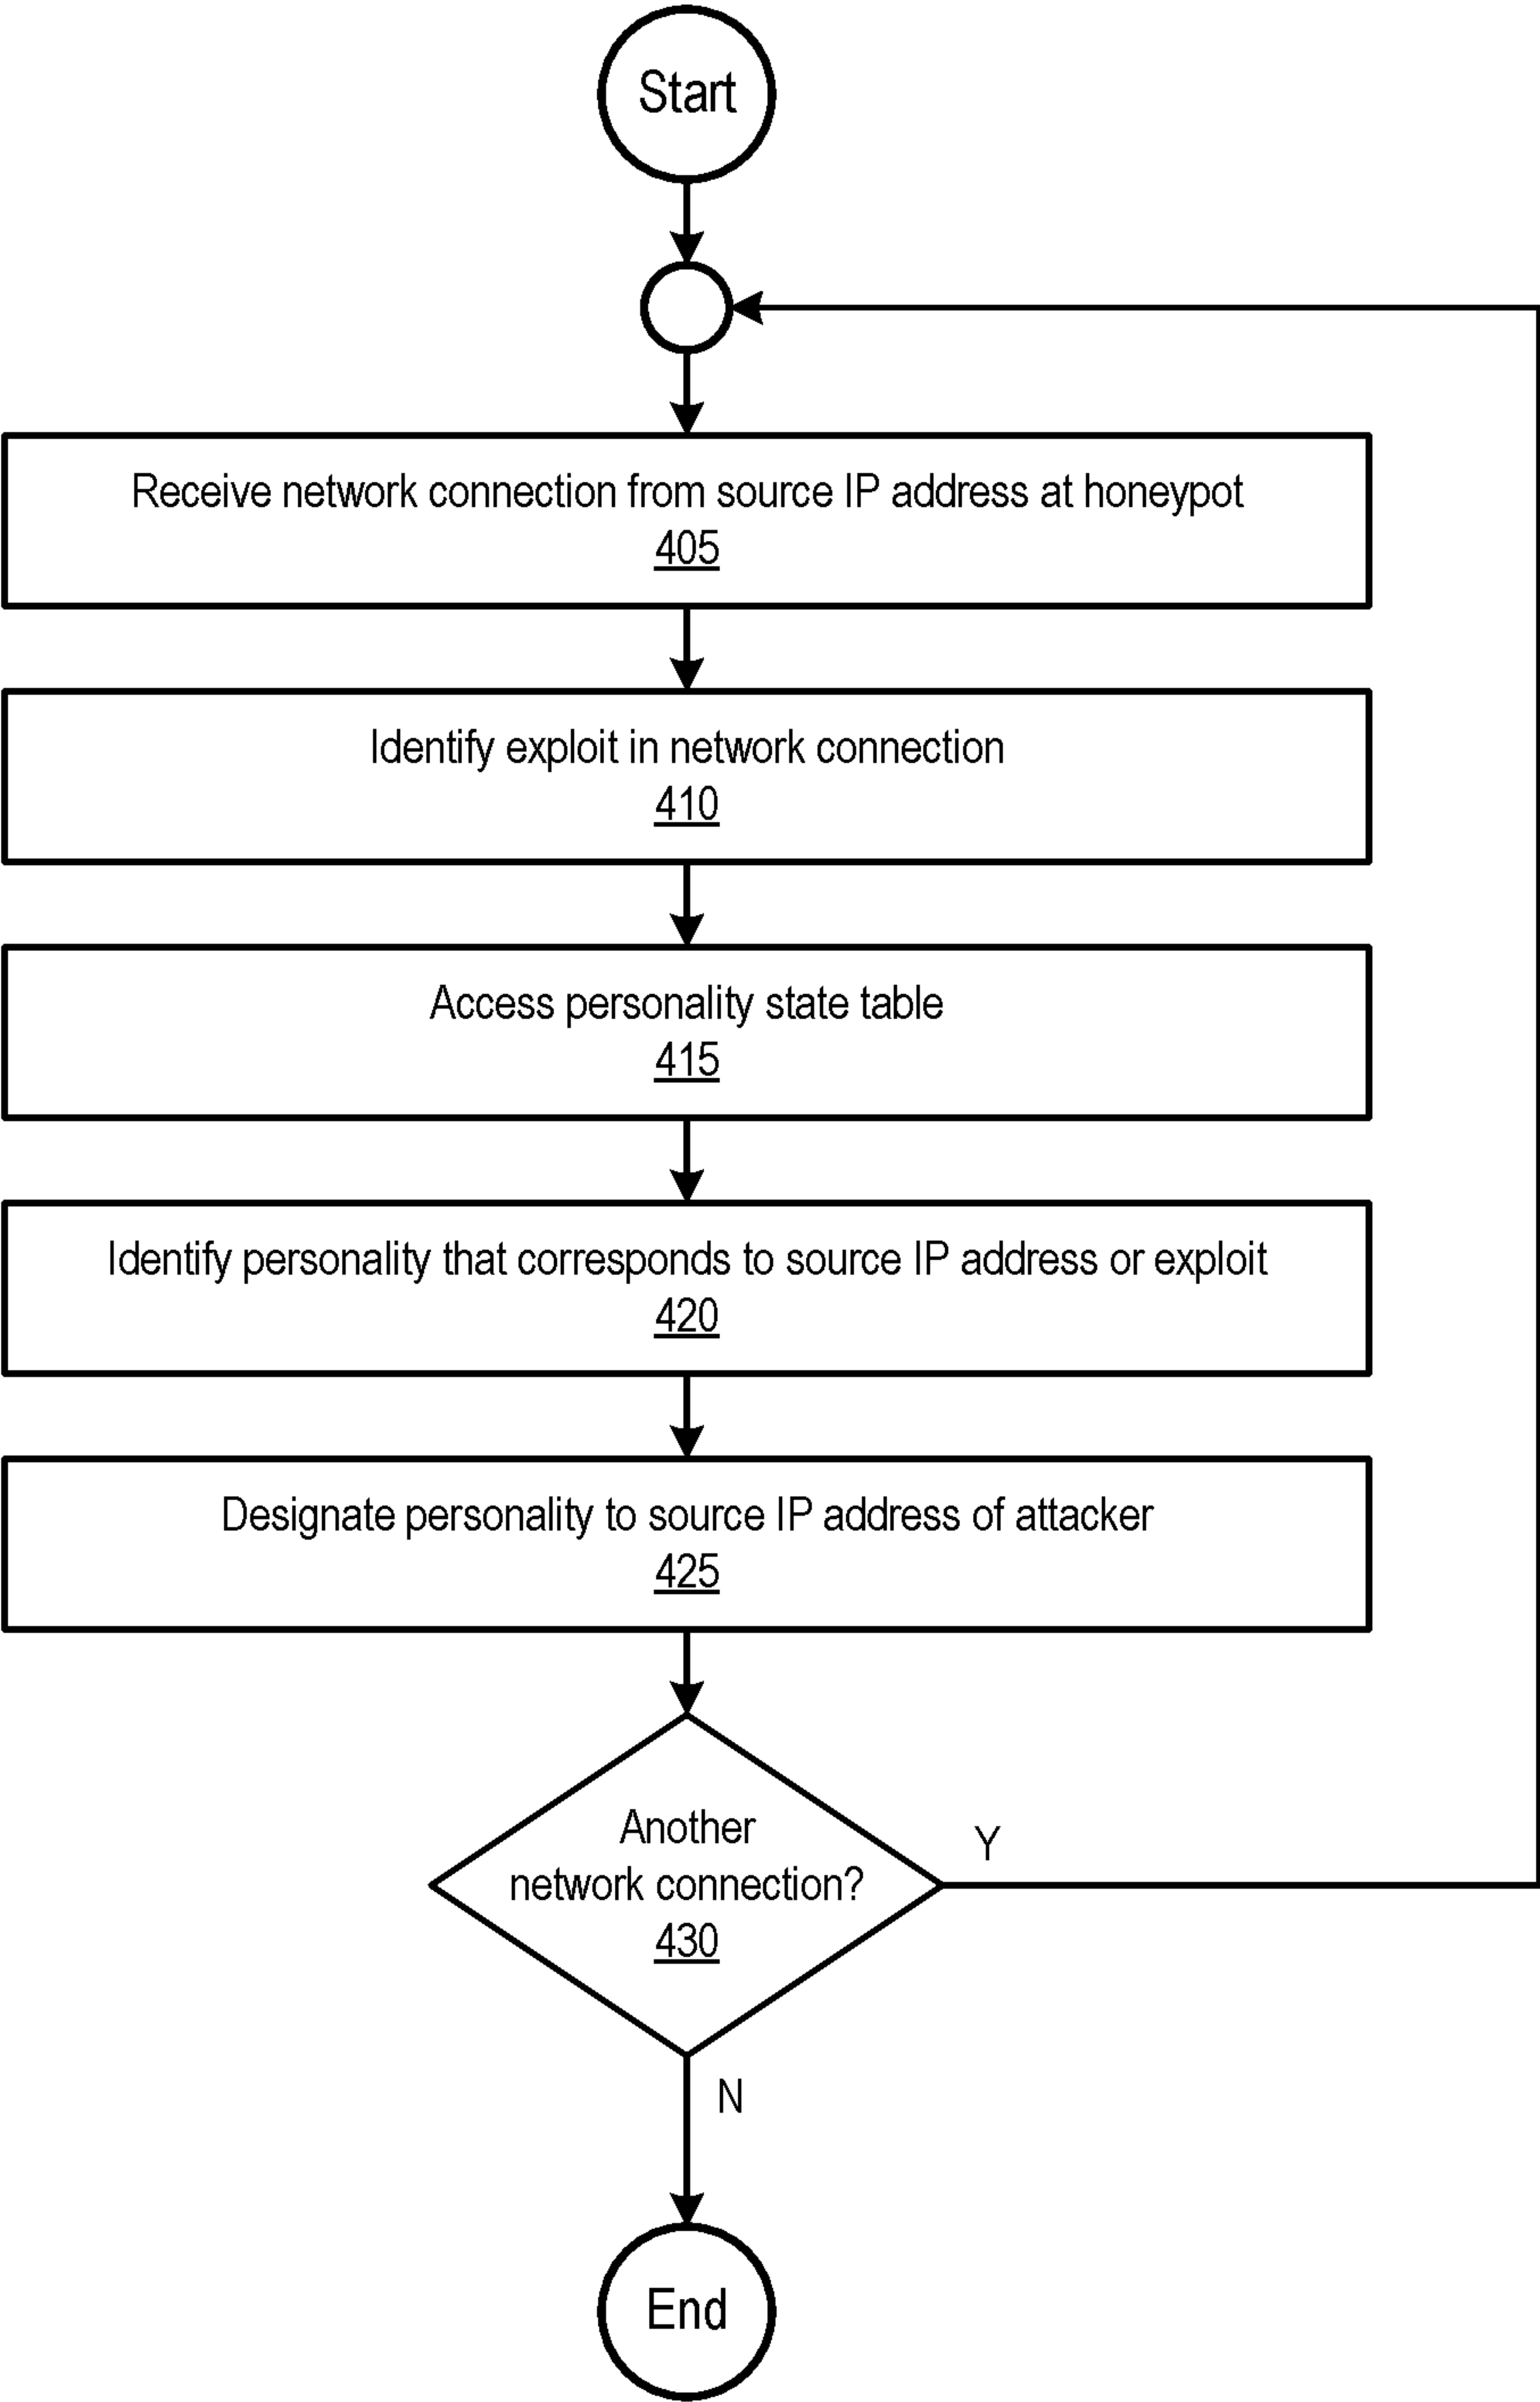 Start
Receive network connection from source IP address at honeypot
405
Identify exploit in network connection
410
Access personality state table
415
Identify personality that corresponds to source IP address or exploit
420
Designate personality to source IP address of attacker
425
Another
network connection?
430
Y
N
End